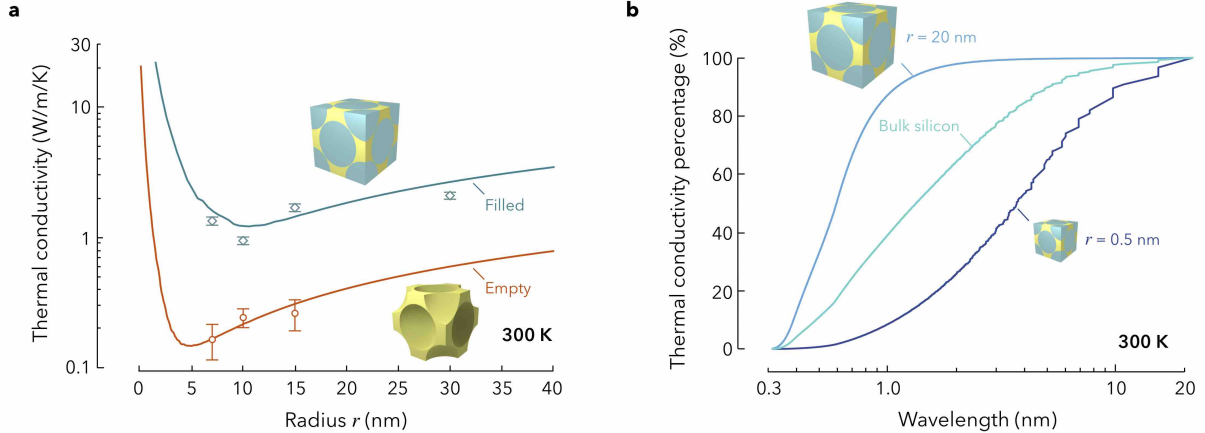 a
Thermal conductivity (W/m/K)
30
10
1
0.1
Filled
Empty
300 K
0 5 10 15 20 25 30 35 40
Radius r (nm)
b
Thermal conductivity percentage (%)
100
80
60
40
20
0
r = 20 nm
Bulk silicon
r = 0.5 nm
300 K
0.3 1.0 10 20
Wavelength (nm)